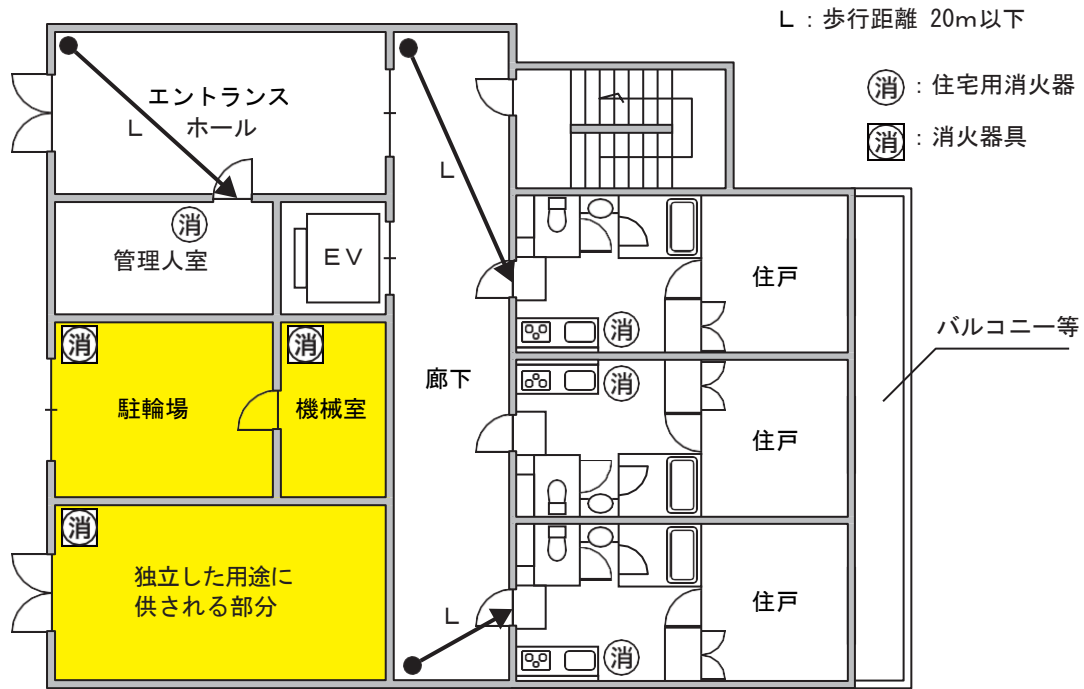 L：歩行距離 20m以下
消：住宅用消火器
消：消火器具
エントランス
ホール
L
L
消
管理人室
EV
住戸
消
バルコニー等
消
消
駐輪場
機械室
廊下
消
住戸
消
独立した用途に
供される部分
L
住戸
消